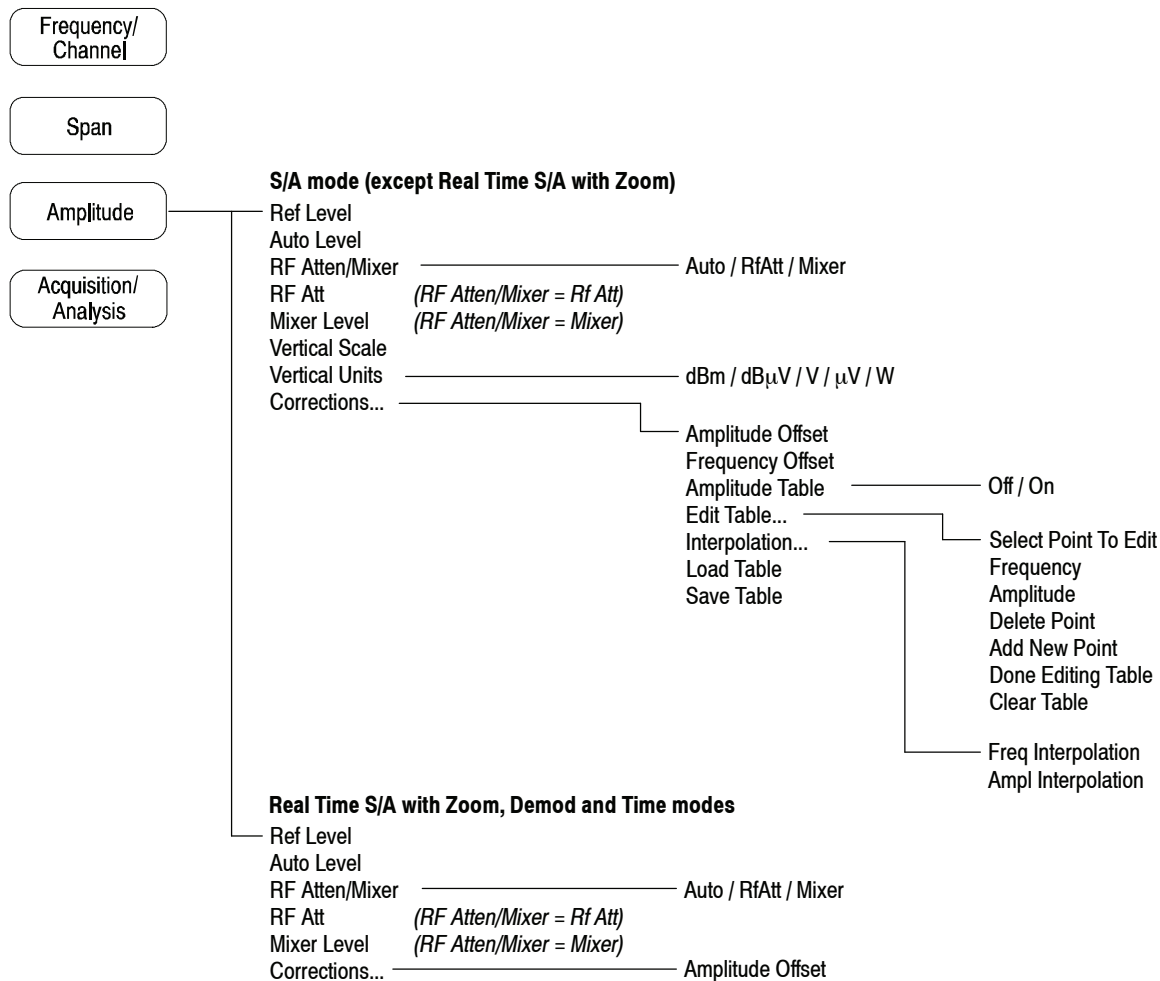 Frequency/
Channel
Span
Amplitude
Acquisition/
Analysis
S/A mode (except Real Time S/A with Zoom)
Ref Level
Auto Level
RF Atten/Mixer Auto / RfAtt / Mixer
RF Att (RF Atten/Mixer = Rf Att)
Mixer Level (RF Atten/Mixer = Mixer)
Vertical Scale
Vertical Units dBm / dBµV / V / µV / W
Corrections...
Amplitude Offset
Frequency Offset
Amplitude Table Off / On
Edit Table...
Interpolation...
Load Table
Save Table
Select Point To Edit
Frequency
Amplitude
Delete Point
Add New Point
Done Editing Table
Clear Table
Freq Interpolation
Ampl Interpolation
Real Time S/A with Zoom, Demod and Time modes
Ref Level
Auto Level
RF Atten/Mixer Auto / RfAtt / Mixer
RF Att (RF Atten/Mixer = Rf Att)
Mixer Level (RF Atten/Mixer = Mixer)
Corrections... Amplitude Offset